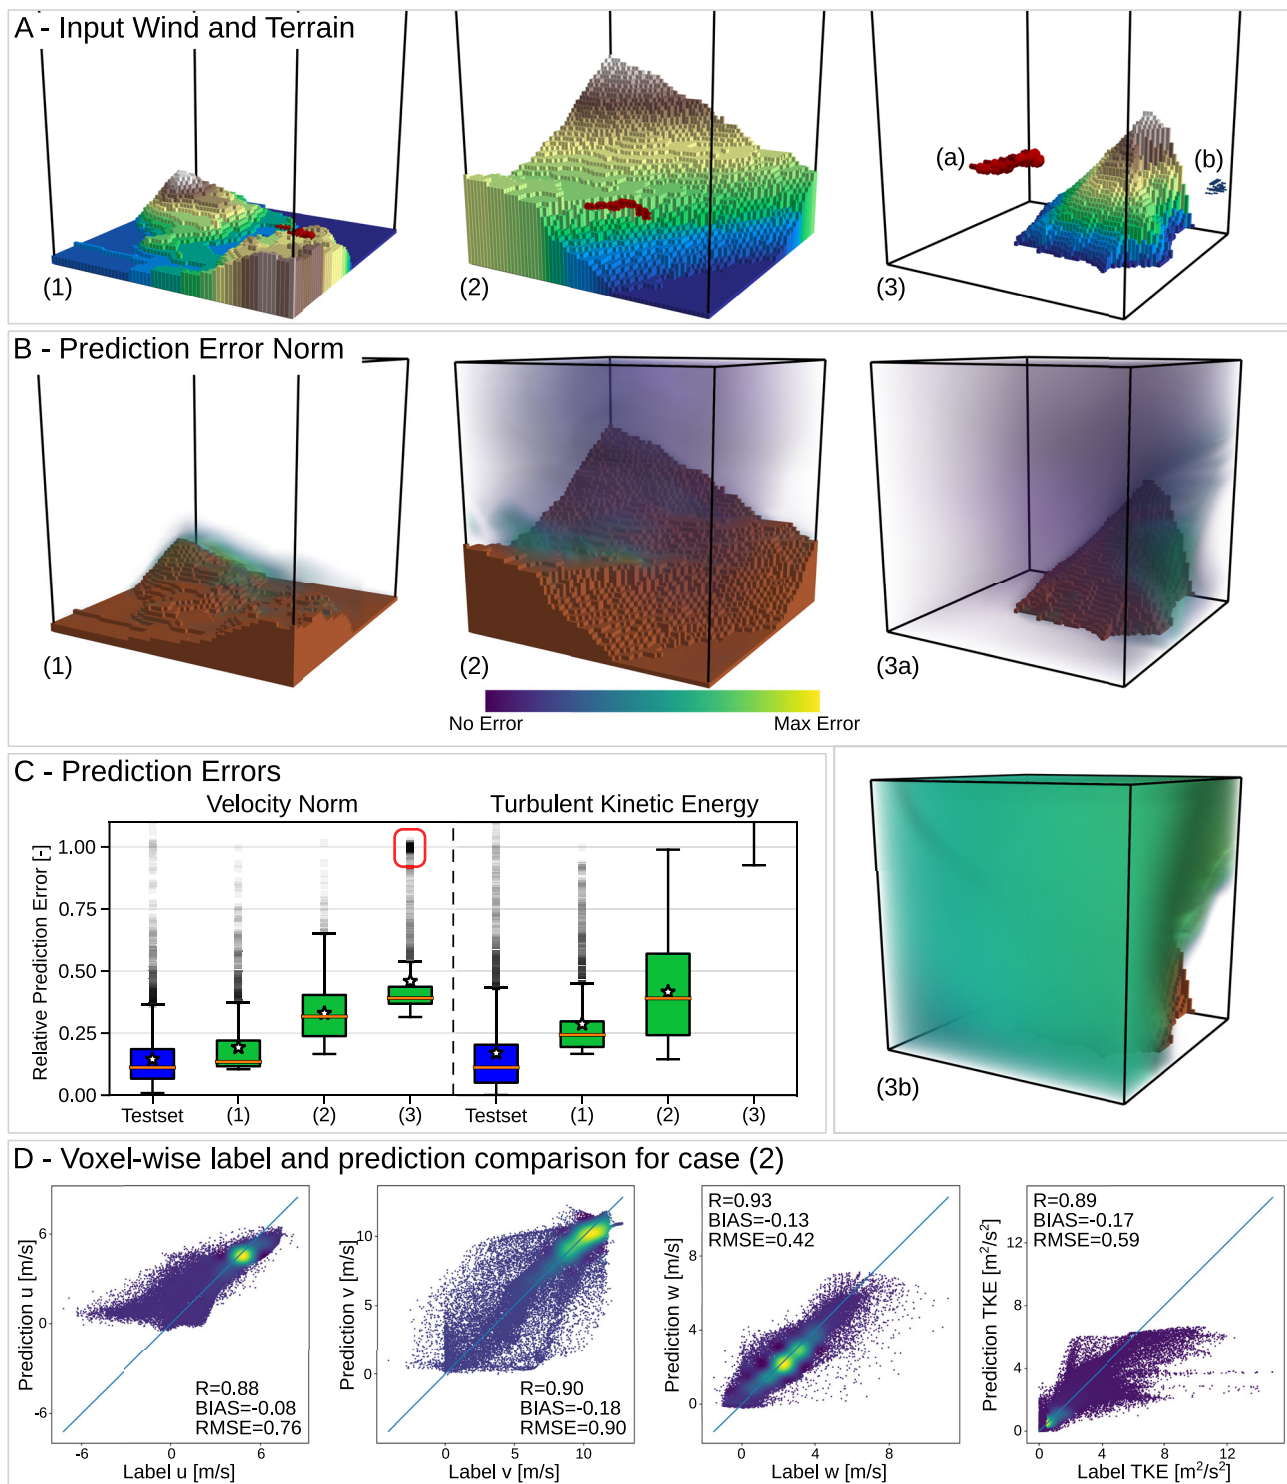 A - Input Wind and Terrain
(a)
(b)
(1)
(2)
(3)
B - Prediction Error Norm
(1)
(2)
(3a)
No Error
Max Error
C - Prediction Errors
Velocity Norm
Turbulent Kinetic Energy
Relative Prediction Error [-]
1.00
0.75
0.50
0.25
0.00
Testset
(1)
(2)
(3)
Testset
(1)
(2)
(3)
(3b)
D - Voxel-wise label and prediction comparison for case (2)
Prediction u [m/s]
6
0
-6
R=0.88
BIAS=-0.08
RMSE=0.76
-6
0
6
Label u [m/s]
Prediction v [m/s]
10
5
0
R=0.90
BIAS=-0.18
RMSE=0.90
0
5
10
Label v [m/s]
R=0.93
BIAS=-0.13
RMSE=0.42
Prediction w [m/s]
8
4
0
0
4
8
Label w [m/s]
R=0.89
BIAS=-0.17
RMSE=0.59
Prediction TKE [m²/s²]
12
8
4
0
0
4
8
12
Label TKE [m²/s²]